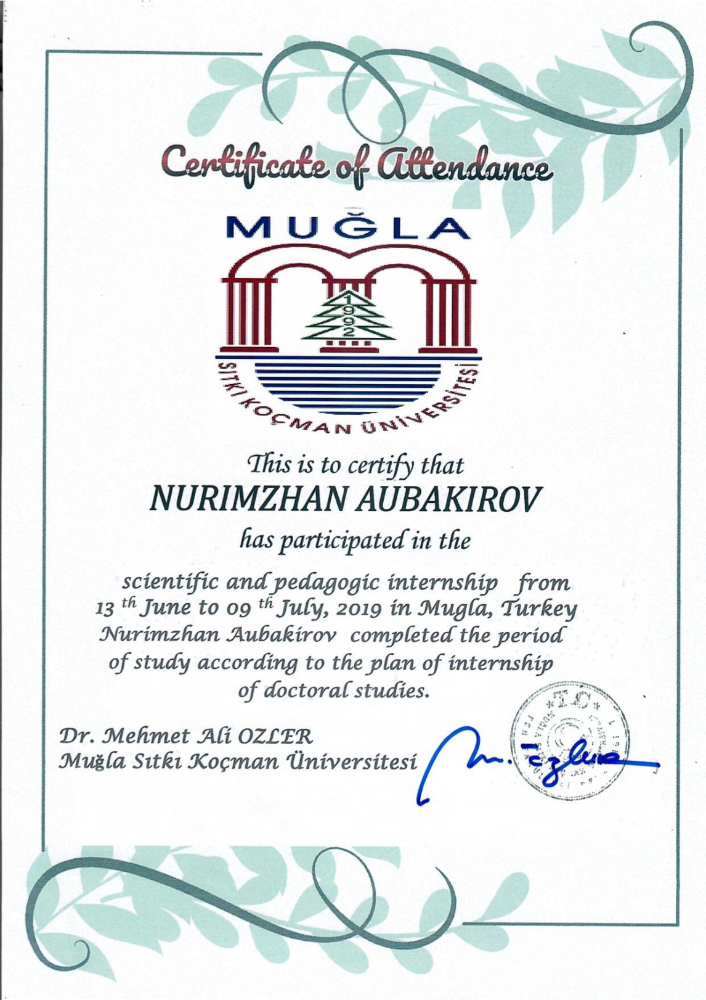 Certificate of Attendance
MUĞLA
1992
SITKI KOÇMAN ÜNİVERSİTESİ
This is to certify that
NURIMZHAN AUBAKIROV
has participated in the
scientific and pedagogic internship from
13 th June to 09 th July, 2019 in Mugla, Turkey
Nurimzhan Aubakirov completed the period
of study according to the plan of internship
of doctoral studies.
T.C.
Dr. Mehmet Ali OZLER
Muğla Sıtkı Koçman Üniversitesi